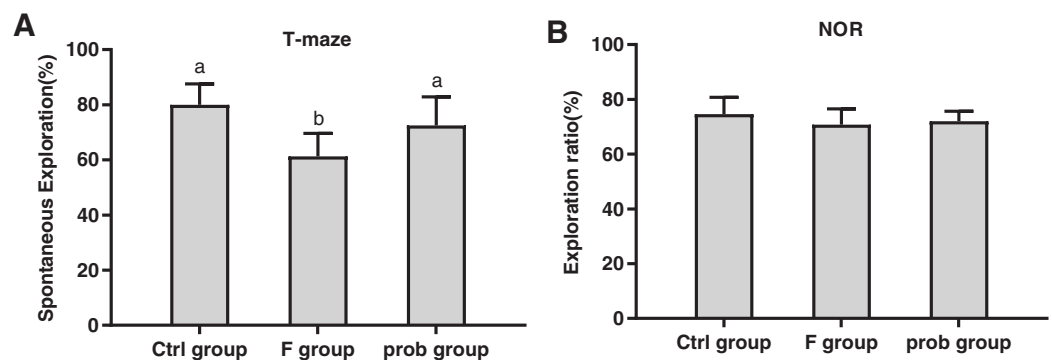 A
T-maze
Spontaneous Exploration(%)
100
80
60
40
20
0
a
b
a
Ctrl group
F group
prob group
B
NOR
Exploration ratio(%)
100
80
60
40
20
0
Ctrl group
F group
prob group